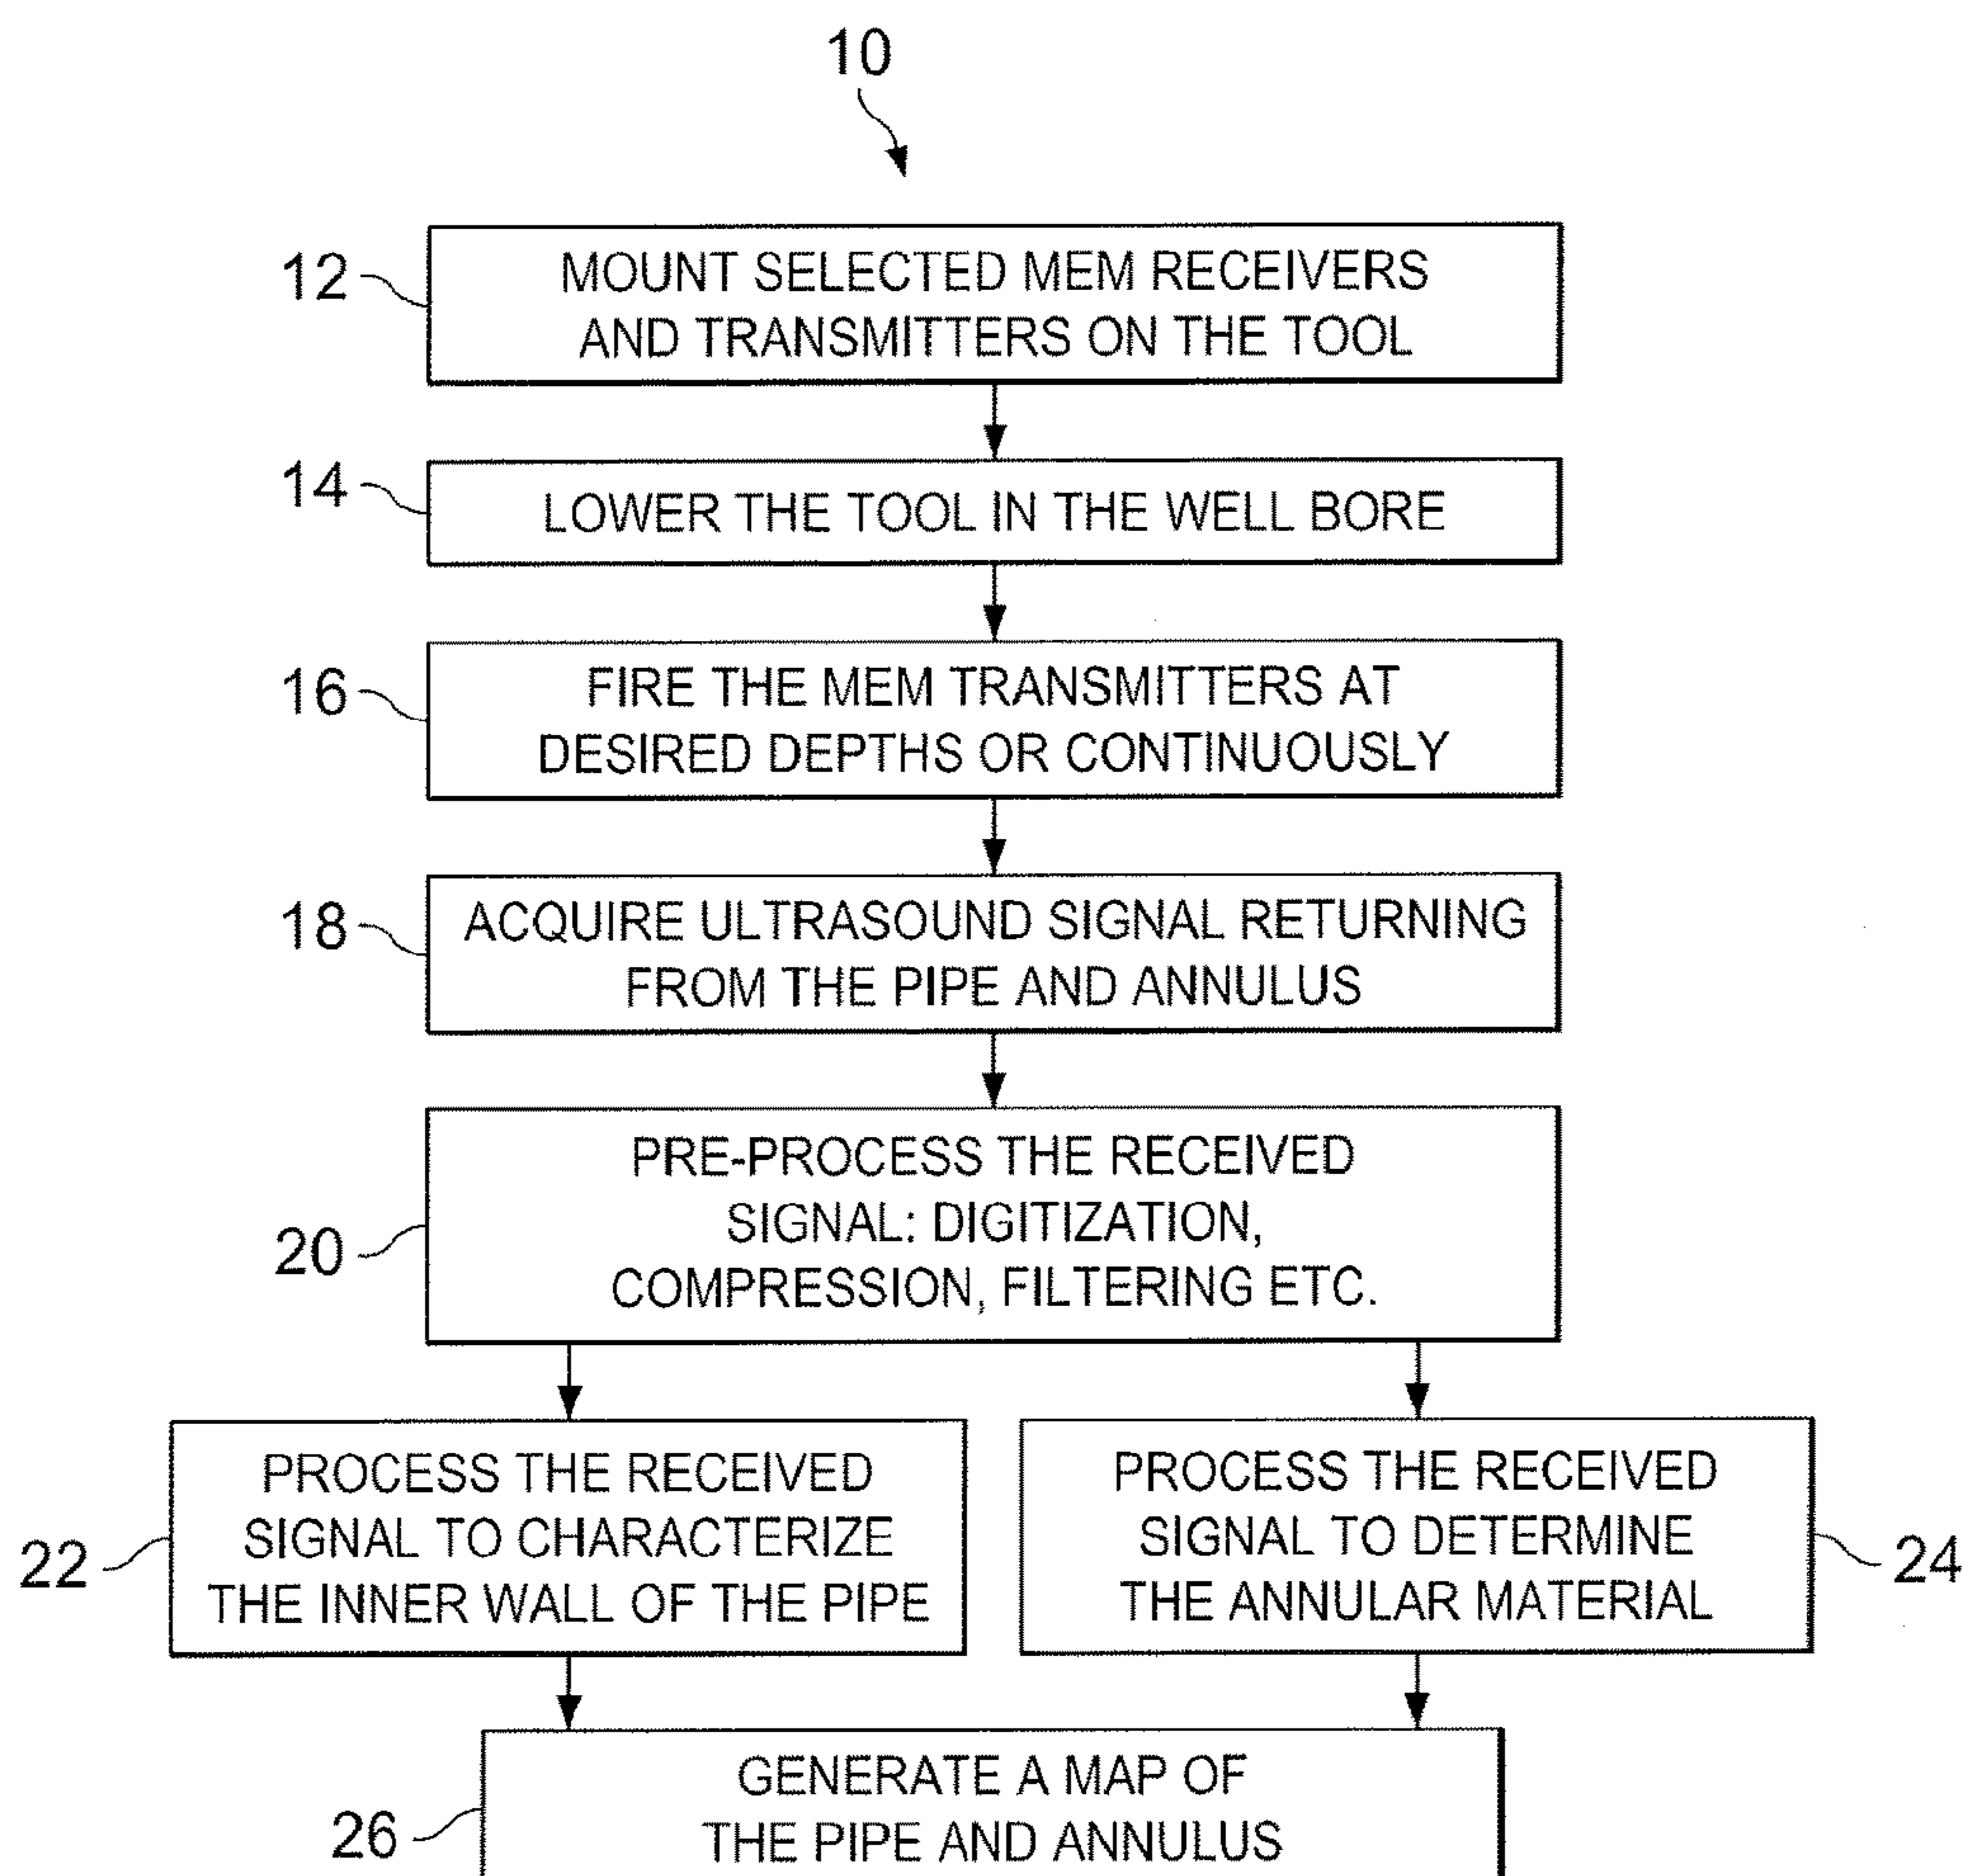 10
12
MOUNT SELECTED MEM RECEIVERS
AND TRANSMITTERS ON THE TOOL
14
LOWER THE TOOL IN THE WELL BORE
16
FIRE THE MEM TRANSMITTERS AT
DESIRED DEPTHS OR CONTINUOUSLY
18
ACQUIRE ULTRASOUND SIGNAL RETURNING
FROM THE PIPE AND ANNULUS
20
PRE-PROCESS THE RECEIVED
SIGNAL: DIGITIZATION,
COMPRESSION, FILTERING ETC.
22
PROCESS THE RECEIVED
SIGNAL TO CHARACTERIZE
THE INNER WALL OF THE PIPE
PROCESS THE RECEIVED
SIGNAL TO DETERMINE
THE ANNULAR MATERIAL
24
26
GENERATE A MAP OF
THE PIPE AND ANNULUS